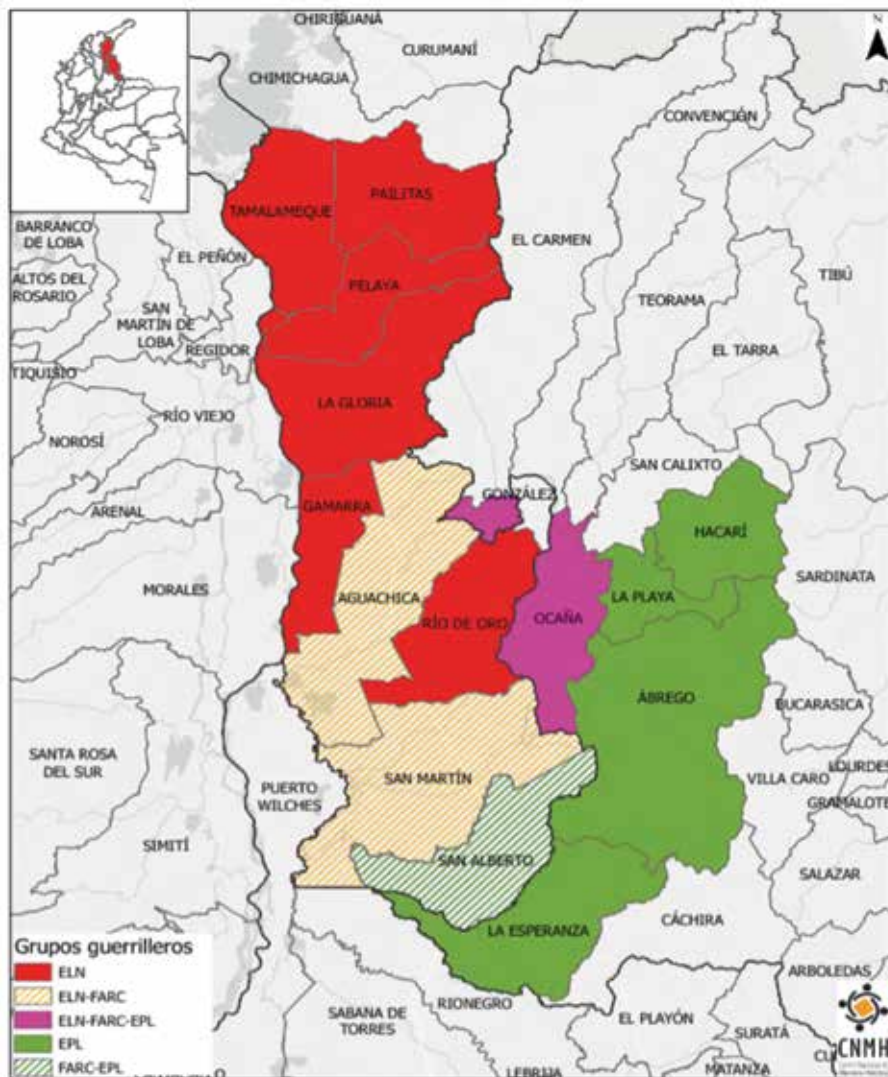 CHIRIGUANÁ
CURUMANÍ
N
CHIMICHAGUA
CONVENCIÓN
PAILITAS
TAMALAMEQUE
BARRANCO
DE LOBA
EL PEÑÓN
EL CARMEN
TIBÚ
ALTOS DEL
ROSARIO
PELAYA
TEORAMA
SAN
MARTÍN DE
LOBA
REGIDOR
EL TARRA
TIQUISIO
LA GLORIA
RÍO VIEJO
NOROSÍ
SAN CALIXTO
GONZÁLEZ
GAMARRA
ARENAL
HACARÍ
SARDINATA
MORALES
AGUACHICA
LA PLAYA
RÍO DE ORO
OCAÑA
ÁBREGO
BUCARASICA
SANTA ROSA
DEL SUR
LOURDES
VILLA CARO
SAN MARTÍN
PUERTO
WILCHES
GRAMALOTE
SIMITÍ
SAN ALBERTO
SALAZAR
CÁCHIRA
LA ESPERANZA
Grupos guerrilleros
ELN
ELN-FARC
ELN-FARC-EPL
EPL
FARC-EPL
ARBOLEDAS
RIONEGRO
SABANA DE
TORRES
EL PLAYÓN
SURATÁ
LEBRIJA
MATANZA
CNMH